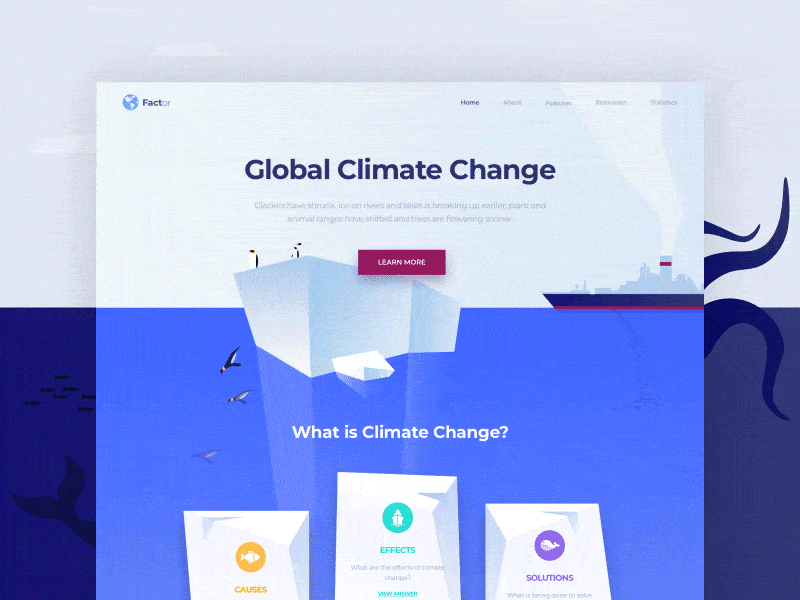 Factor
Home About Features Resources Statistics
Global Climate Change
Glaciers have shrunk, ice on rivers and lakes is breaking up earlier, plant and
animal ranges have shifted and trees are flowering sooner.
LEARN MORE
What is Climate Change?
EFFECTS
What are the effects of climate
change?
VIEW ANSWER
CAUSES
SOLUTIONS
What is being done to solve